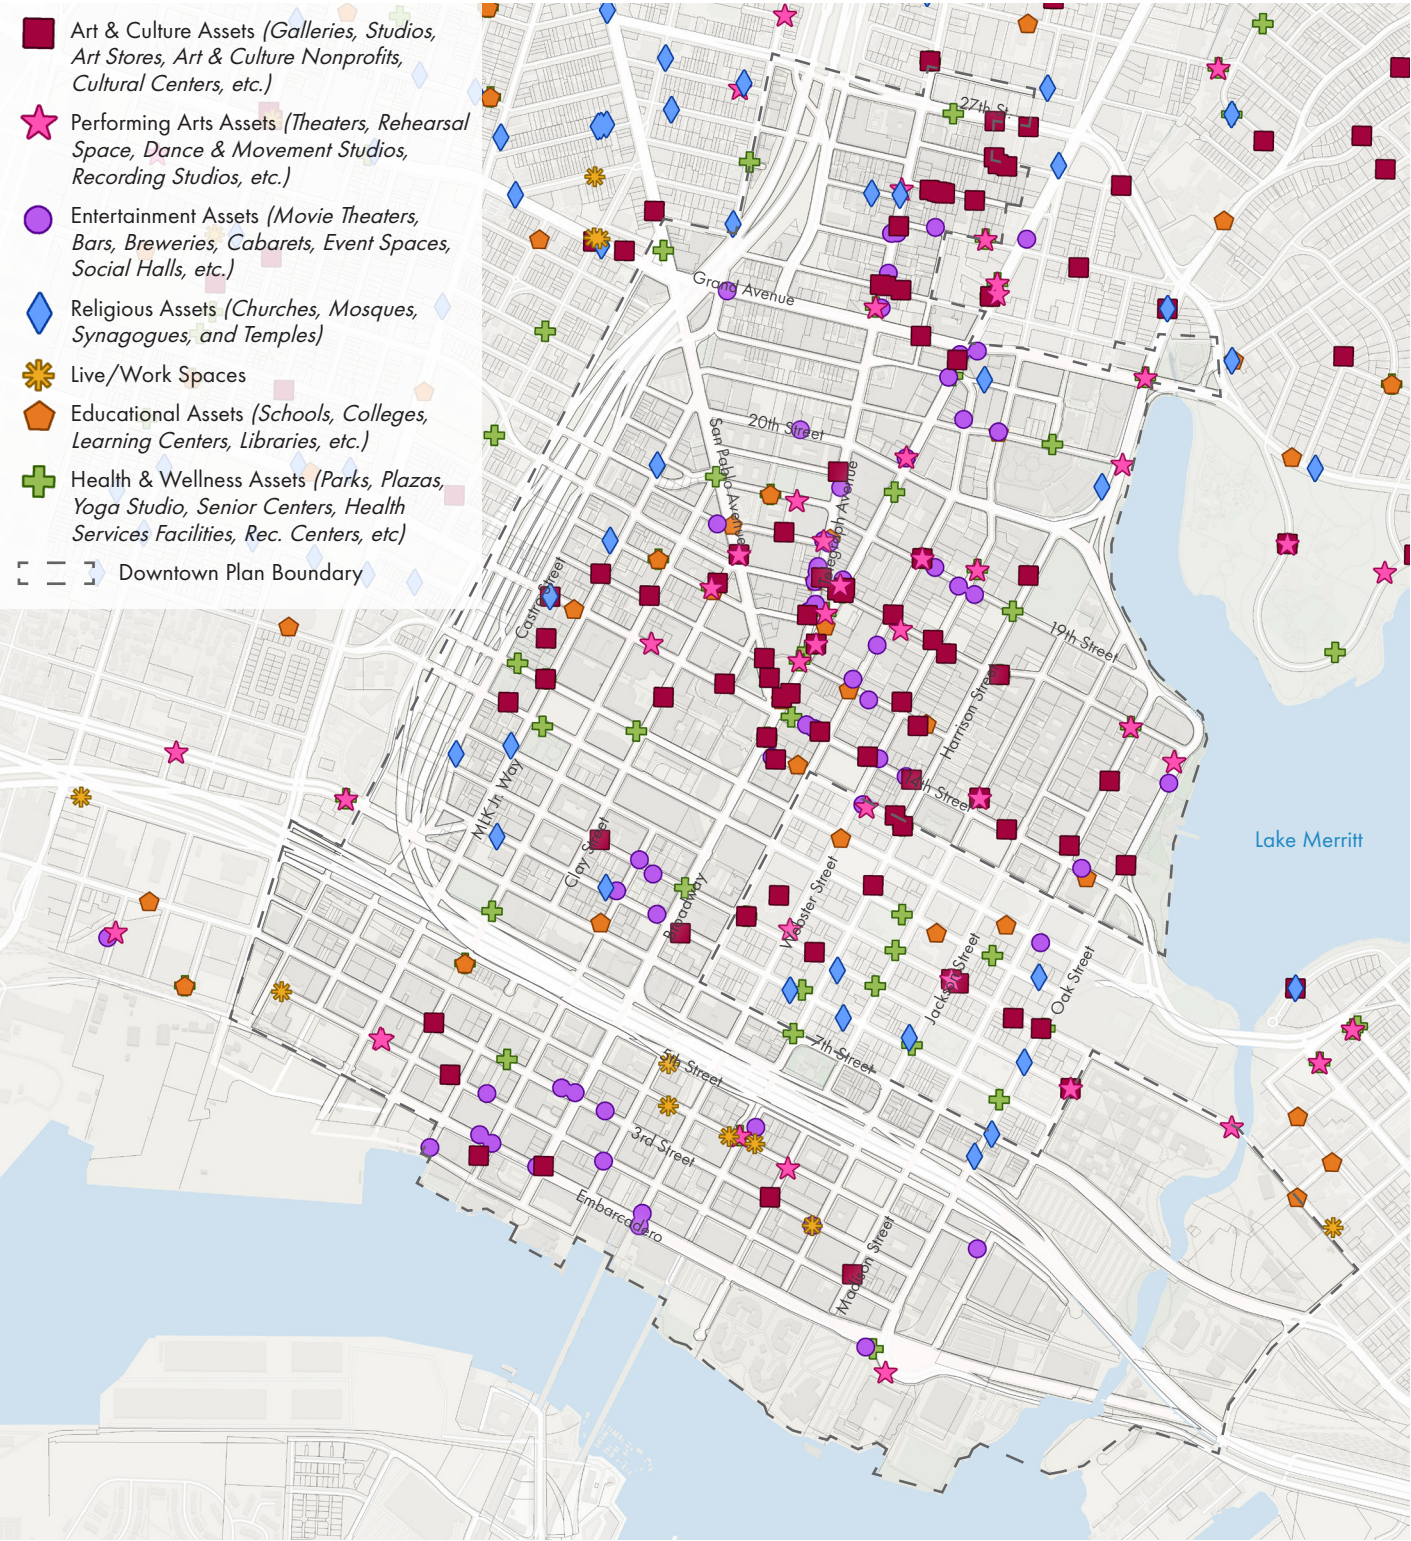 Art & Culture Assets (Galleries, Studios,
Art Stores, Art & Culture Nonprofits,
Cultural Centers, etc.)
Performing Arts Assets (Theaters, Rehearsal
Space, Dance & Movement Studios,
Recording Studios, etc.)
Entertainment Assets (Movie Theaters,
Bars, Breweries, Cabarets, Event Spaces,
Social Halls, etc.)
Religious Assets (Churches, Mosques,
Synagogues, and Temples)
Live/Work Spaces
Educational Assets (Schools, Colleges,
Learning Centers, Libraries, etc.)
Health & Wellness Assets (Parks, Plazas,
Yoga Studio, Senior Centers, Health
Services Facilities, Rec. Centers, etc)
Downtown Plan Boundary
27th St.
Grand Avenue
20th Street
San Pablo Avenue
Telegraph Avenue
Castro Street
19th Street
Harrison Street
14th Street
MLK Jr. Way
Clay Street
Broadway
Webster Street
Lake Merritt
Jackson Street
Oak Street
7th Street
5th Street
3rd Street
Embarcadero
Madison Street